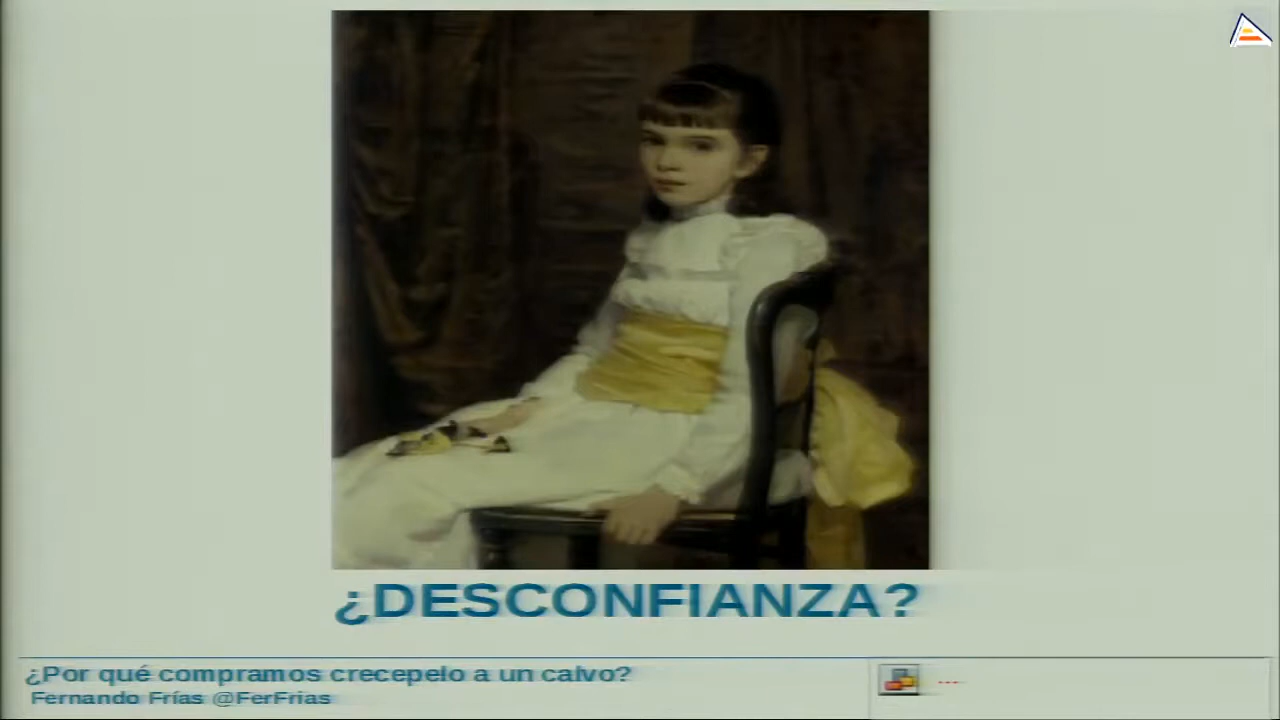 ¿DESCONFIANZA?
¿Por qué compramos crecepelo a un calvo?
Fernando Frías @FerFrias